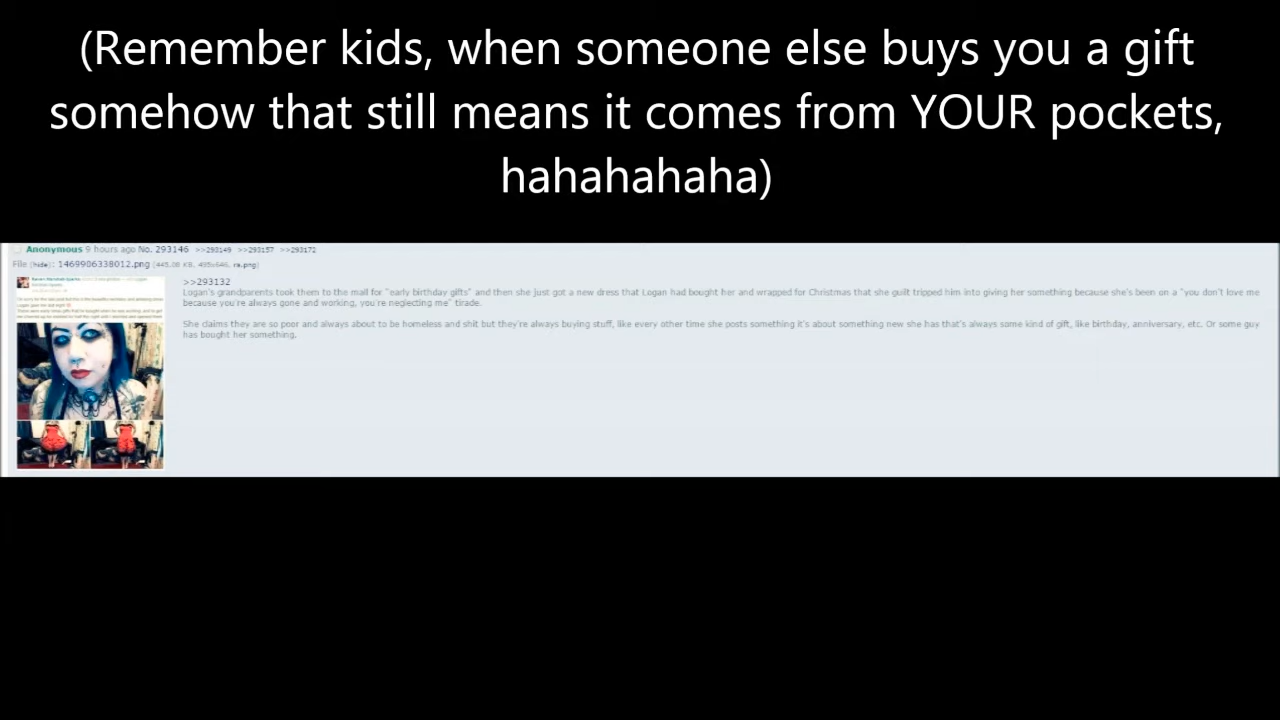 (Remember kids, when someone else buys you a gift
somehow that still means it comes from YOUR pockets,
hahahahaha)
Anonymous 9 hours ago No. 293146 >>293149 >>293157 >>293172
File (hide): 1469906338012.png (445.08 KB, ra.png)
>>293132
Logan's grandparents took them to the mall for "early birthday gifts" and then she just got a new dress that Logan had bought her and wrapped for Christmas that she guilt tripped him into giving her something because she's been on a "you don't love me
because you're always gone and working, you're neglecting me" tirade.
She claims they are so poor and always about to be homeless and shit but they're always buying stuff, like every other time she posts something it's about something new she has that's always some kind of gift, like birthday, anniversary, etc. Or some guy
has bought her something.